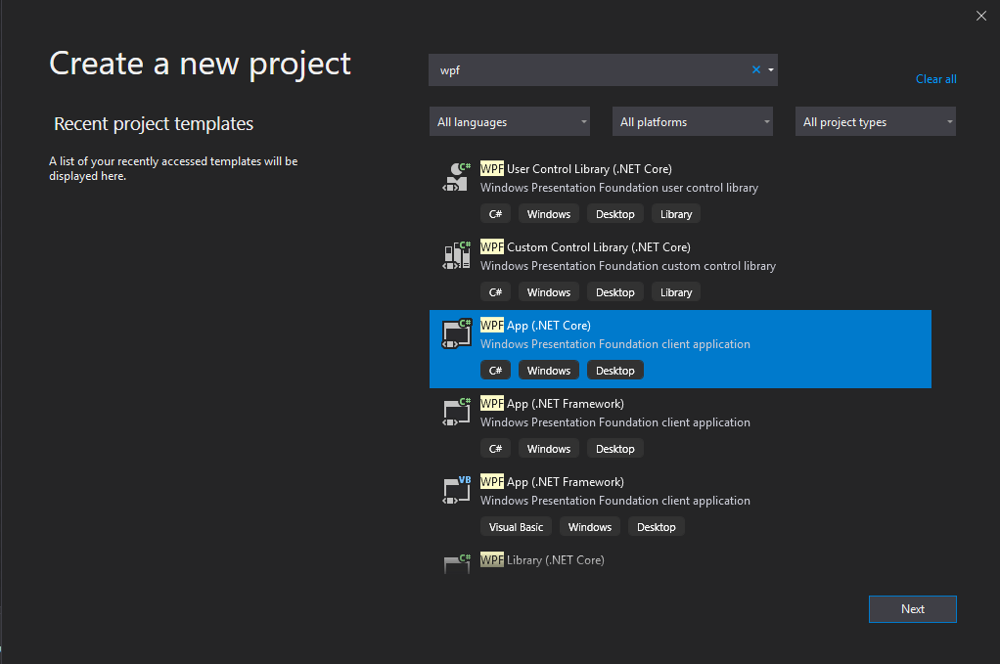 Create a new project
Recent project templates
A list of your recently accessed templates will be
displayed here.
wpf
Clear all
All languages
All platforms
All project types
C#
WPF User Control Library (.NET Core)
Windows Presentation Foundation user control library
C# Windows Desktop Library
C#
WPF Custom Control Library (.NET Core)
Windows Presentation Foundation custom control library
C# Windows Desktop Library
C#
WPF App (.NET Core)
Windows Presentation Foundation client application
C# Windows Desktop
C#
WPF App (.NET Framework)
Windows Presentation Foundation client application
C# Windows Desktop
VB
WPF App (.NET Framework)
Windows Presentation Foundation client application
Visual Basic Windows Desktop
C#
WPF Library (.NET Core)
Next